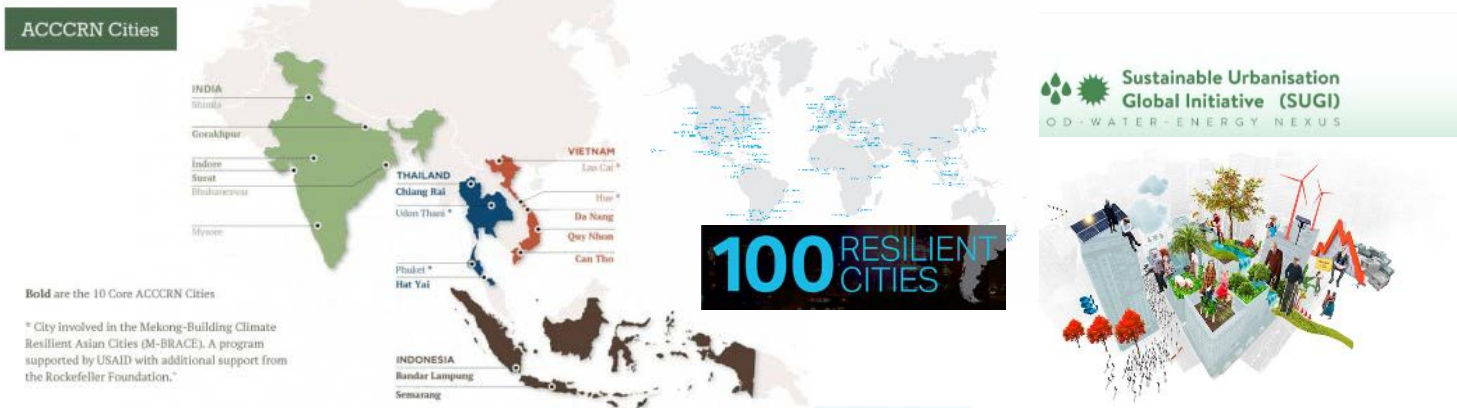 ACCCRN Cities
INDIA
Shimla
Gorakhpur
Indore
Surat
Bhubaneswar
Mysore
THAILAND
Chiang Rai
Udon Thani *
Phuket *
Hat Yai
VIETNAM
Lao Cai *
Hue *
Da Nang
Quy Nhon
Can Tho
INDONESIA
Bandar Lampung
Semarang
Bold are the 10 Core ACCCRN Cities
* City involved in the Mekong-Building Climate
Resilient Asian Cities (M-BRACE). A program
supported by USAID with additional support from
the Rockefeller Foundation."
100 RESILIENT
CITIES
Sustainable Urbanisation
Global Initiative (SUGI)
OD-WATER-ENERGY NEXUS